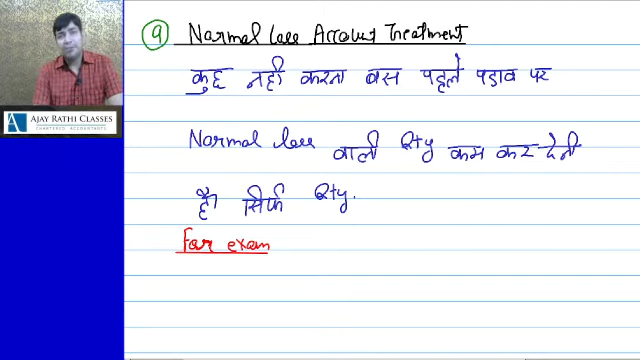 9 Normal loss Account Treatment
कुछ नहीं करना बस पहले पड़ाव पर
AJAY RATHI CLASSES
CHARTERED ACCOUNTANTS
Normal loss वाली Qty कम कर देनी
है। सिर्फ Qty.
For exam